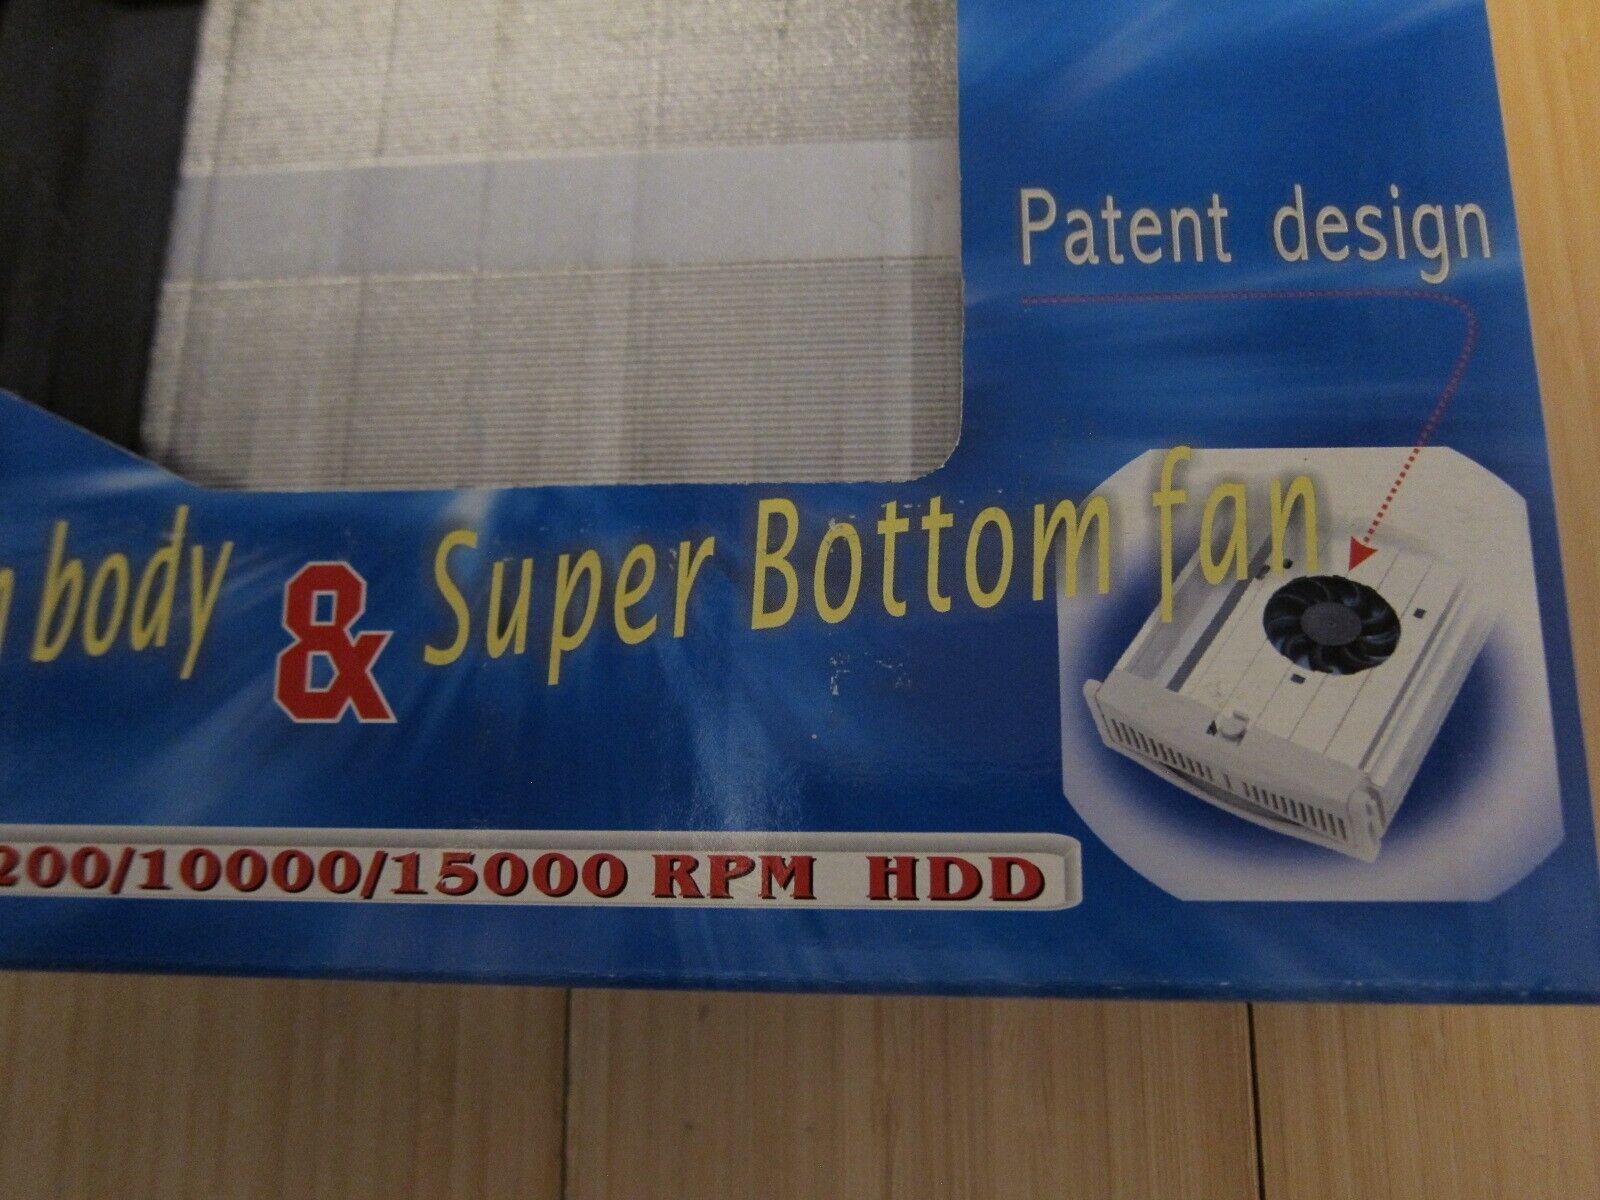 Patent design
body & Super Bottom fan
200/10000/15000 RPM HDD